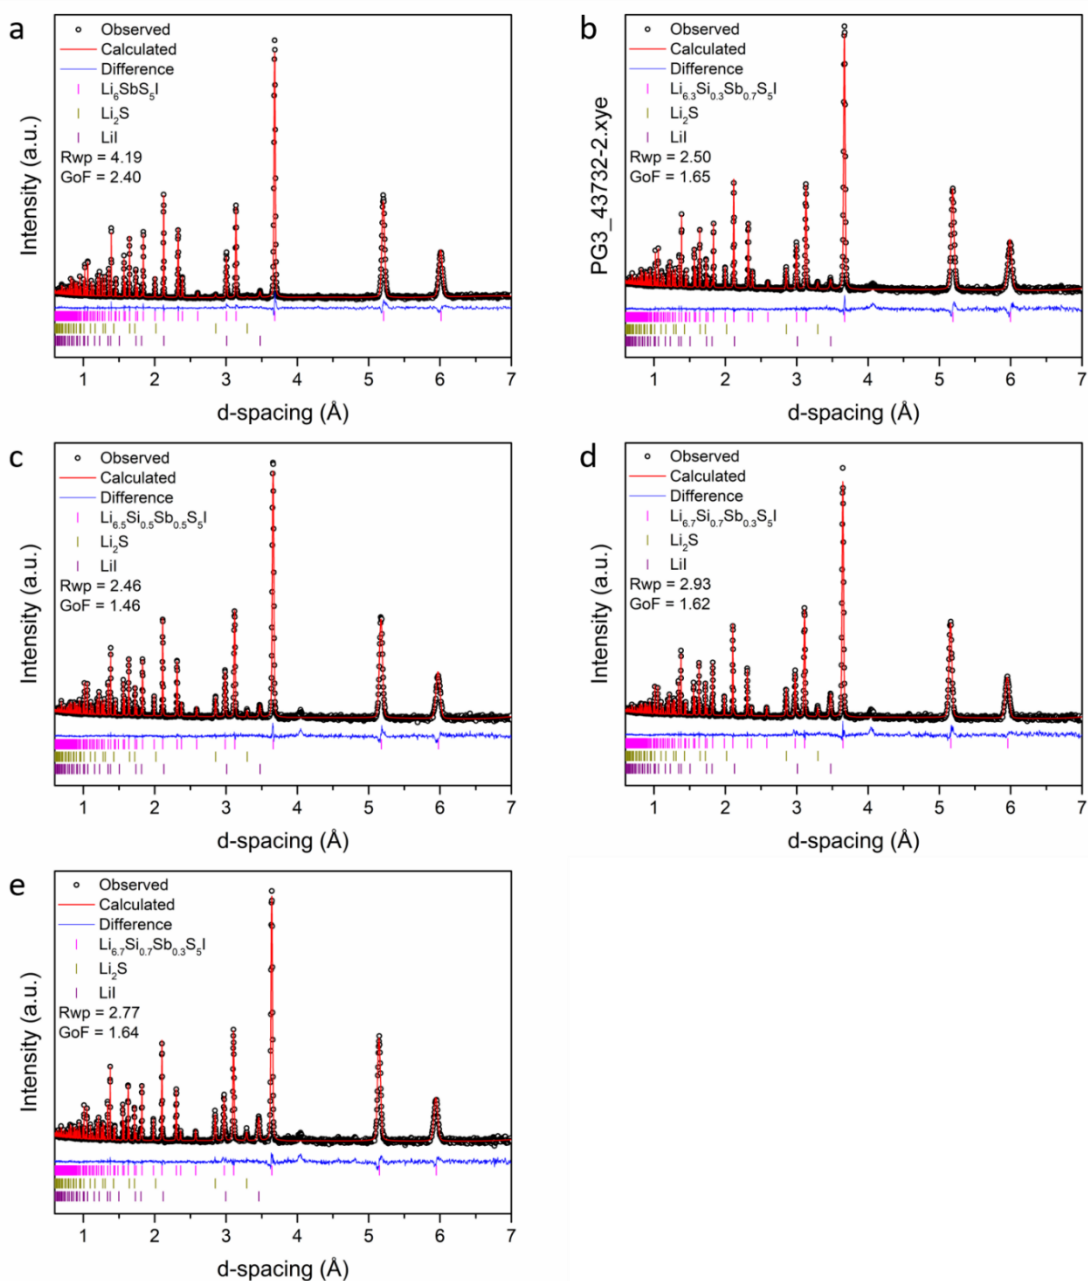 a
Observed
Calculated
Difference
Li₆SbS₅I
Li₂S
LiI
Rwp = 4.19
GoF = 2.40
Intensity (a.u.)
1 2 3 4 5 6 7
d-spacing (Å)
b
Observed
Calculated
Difference
Li₆.₃Si₀.₃Sb₀.₇S₅I
Li₂S
LiI
Rwp = 2.50
GoF = 1.65
PG3_43732-2.xye
1 2 3 4 5 6 7
d-spacing (Å)
c
Observed
Calculated
Difference
Li₆.₅Si₀.₅Sb₀.₅S₅I
Li₂S
LiI
Rwp = 2.46
GoF = 1.46
Intensity (a.u.)
1 2 3 4 5 6 7
d-spacing (Å)
d
Observed
Calculated
Difference
Li₆.₇Si₀.₇Sb₀.₃S₅I
Li₂S
LiI
Rwp = 2.93
GoF = 1.62
Intensity (a.u.)
1 2 3 4 5 6 7
d-spacing (Å)
e
Observed
Calculated
Difference
Li₆.₇Si₀.₇Sb₀.₃S₅I
Li₂S
LiI
Rwp = 2.77
GoF = 1.64
Intensity (a.u.)
1 2 3 4 5 6 7
d-spacing (Å)